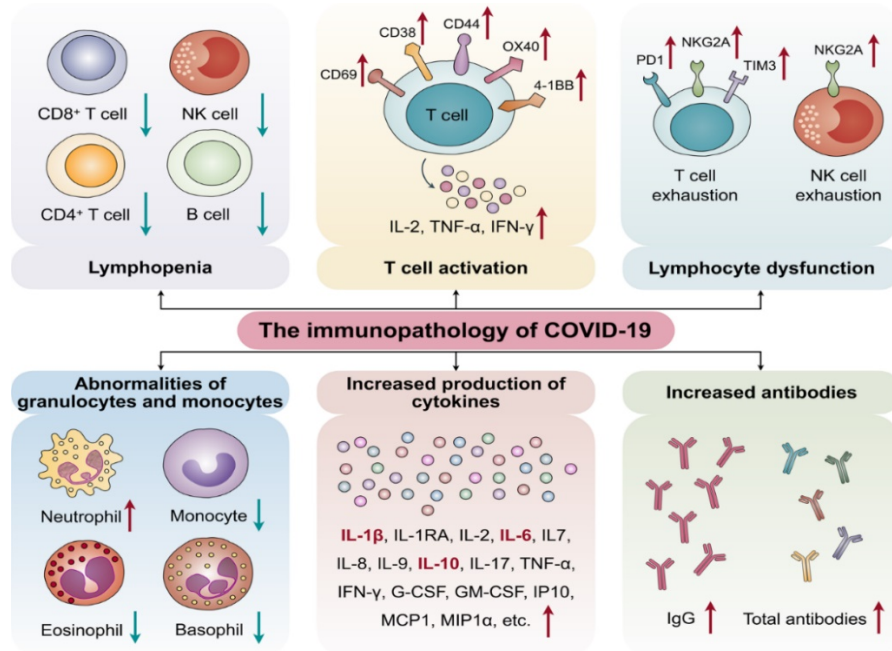 CD8⁺ T cell
NK cell
CD4⁺ T cell
B cell
Lymphopenia
CD69
CD38
CD44
OX40
4-1BB
T cell
IL-2, TNF-α, IFN-γ
T cell activation
PD1
NKG2A
TIM3
NKG2A
T cell
exhaustion
NK cell
exhaustion
Lymphocyte dysfunction
The immunopathology of COVID-19
Abnormalities of
granulocytes and monocytes
Neutrophil
Monocyte
Eosinophil
Basophil
Increased production of
cytokines
IL-1β, IL-1RA, IL-2, IL-6, IL7,
IL-8, IL-9, IL-10, IL-17, TNF-α,
IFN-γ, G-CSF, GM-CSF, IP10,
MCP1, MIP1α, etc.
Increased antibodies
IgG
Total antibodies